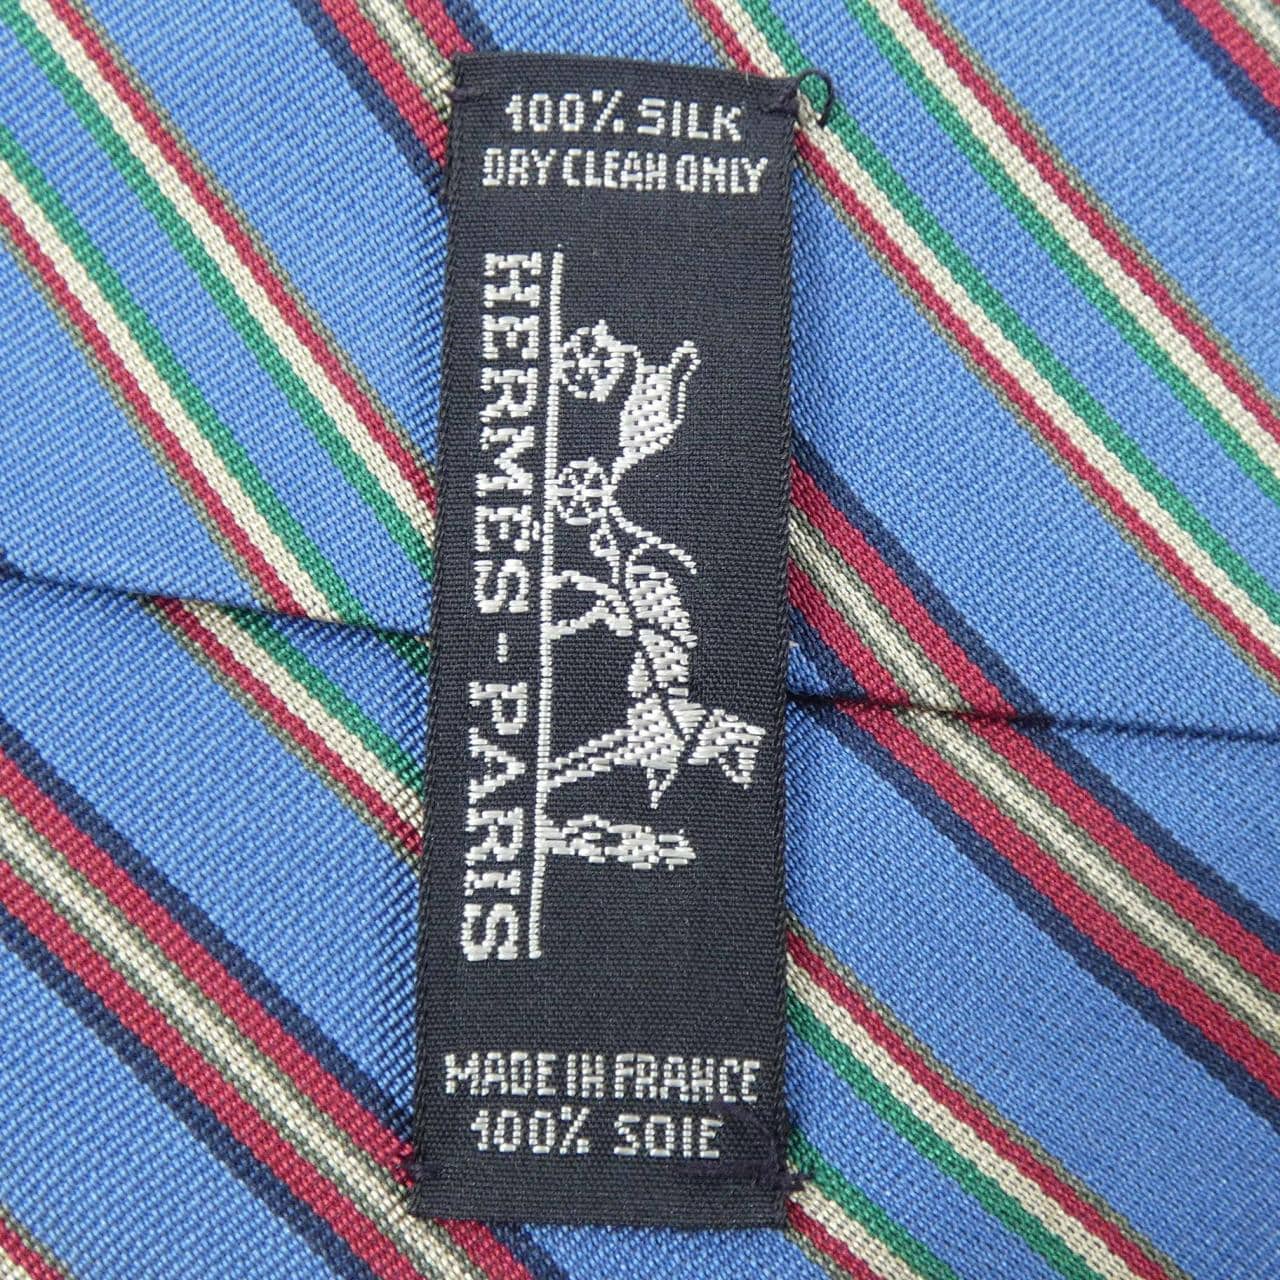 100% SILK
DRY CLEAN ONLY
HERMÈS-PARIS
MADE IN FRANCE
100% SOIE